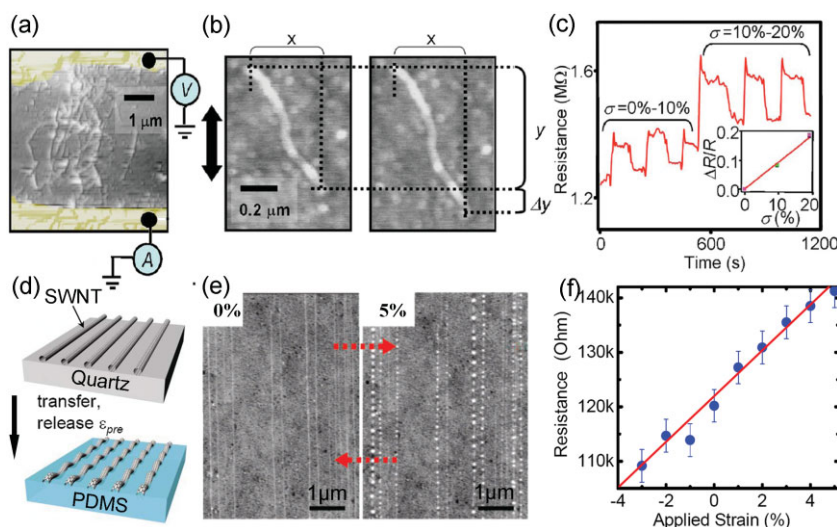 (a)
V
1 μm
A
(b)
x
x
y
Δy
0.2 μm
(c)
Resistance (MΩ)
1.6
1.2
σ=0%-10%
σ=10%-20%
ΔR/R
0.2
0.1
0.0
0
10
20
σ (%)
0
600
1200
Time (s)
(d)
SWNT
Quartz
transfer,
release εpre
PDMS
(e)
0%
5%
1μm
1μm
(f)
Resistance (Ohm)
140k
130k
120k
110k
-4
-2
0
2
4
Applied Strain (%)